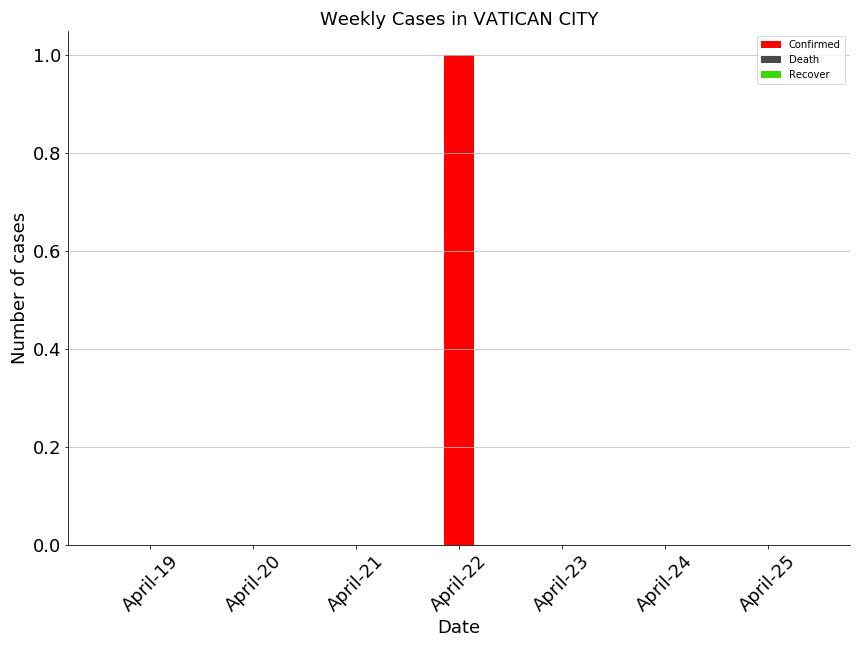 Weekly Cases in VATICAN CITY
Confirmed
Death
Recover
Number of cases
1.0
0.8
0.6
0.4
0.2
0.0
April-19
April-20
April-21
April-22
April-23
April-24
April-25
Date